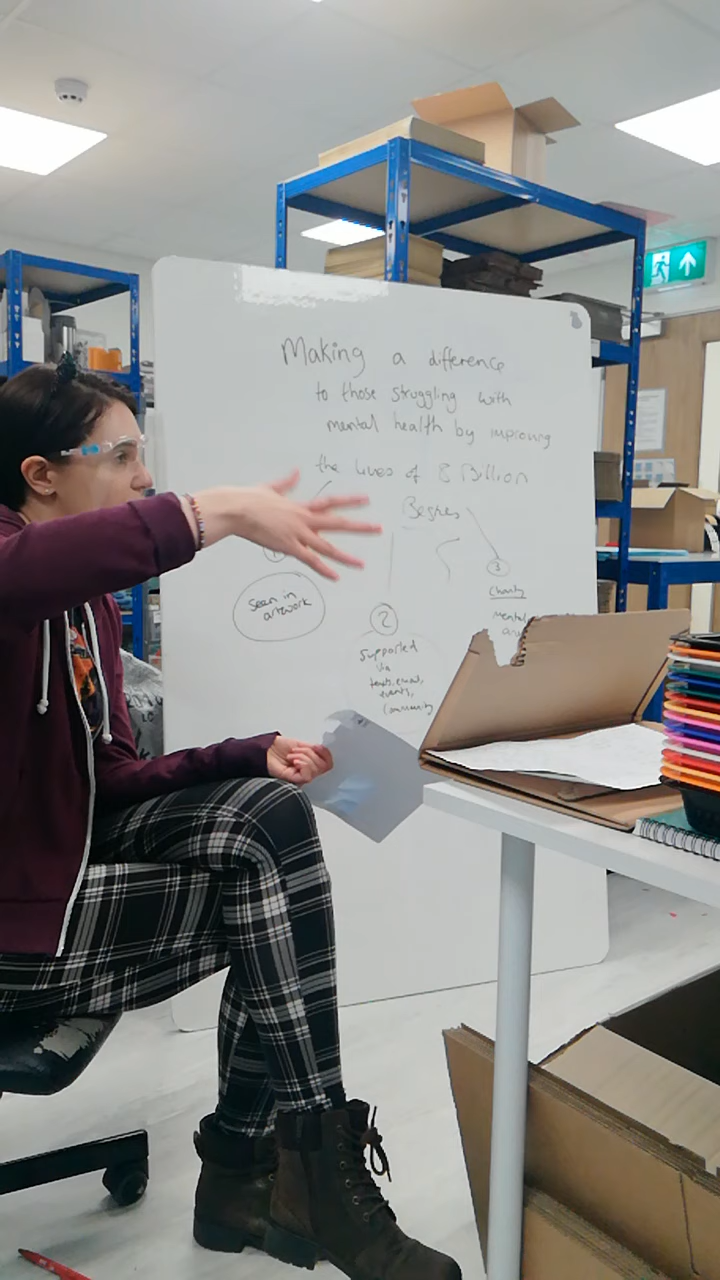 Making a difference
to those struggling with
mental health by improving
the lives of 8 Billion
Besties
1
Seen in
artwork
2
Supported
via
texts, email,
events,
Community
3
Charity
mental